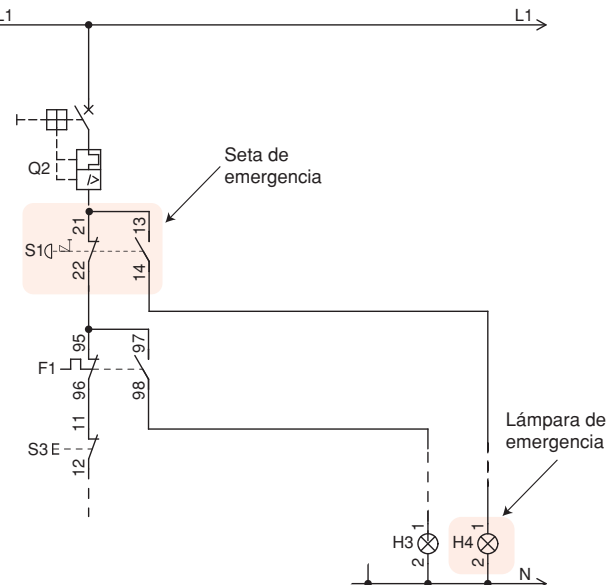 L1
L1
Q2
I>
Seta de
emergencia
21
13
S1
22
14
95
97
F1
96
98
11
S3 E
12
Lámpara de
emergencia
1
1
H3
H4
2
2
N